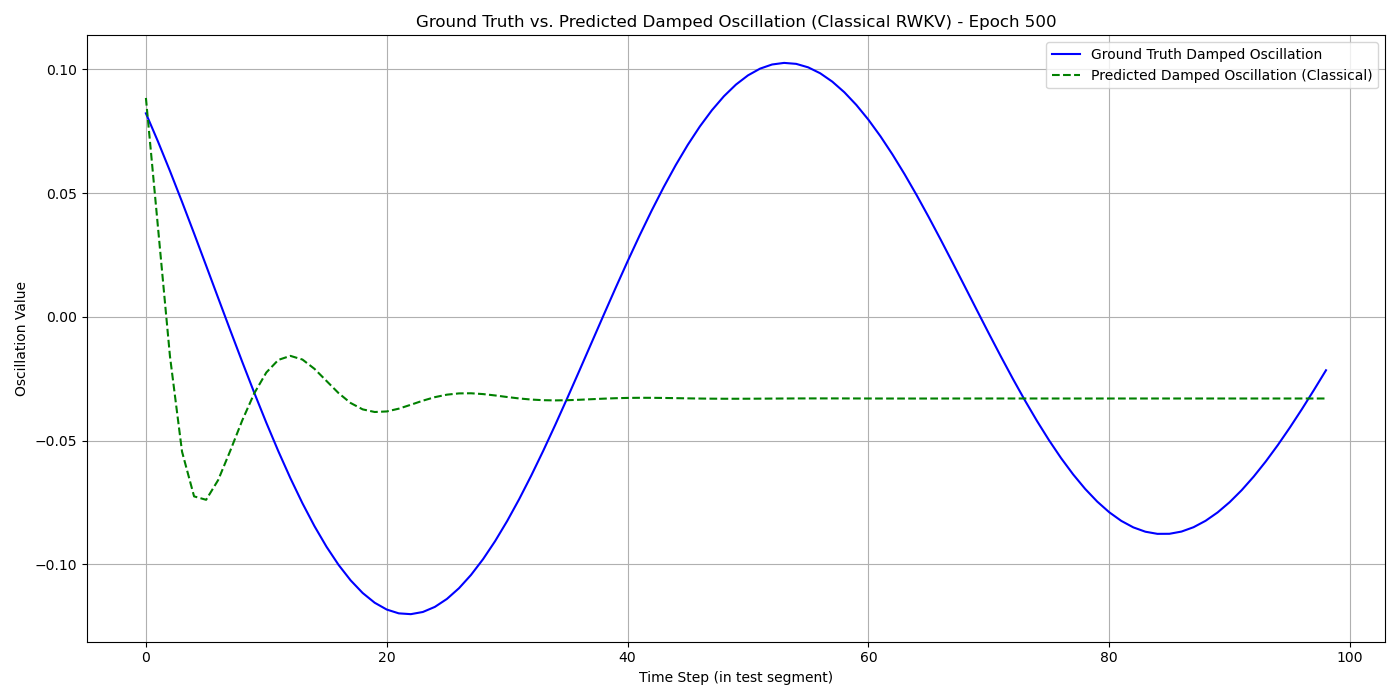 Ground Truth vs. Predicted Damped Oscillation (Classical RWKV) - Epoch 500
Ground Truth Damped Oscillation
Predicted Damped Oscillation (Classical)
Oscillation Value
0.10
0.05
0.00
−0.05
−0.10
0
20
40
60
80
100
Time Step (in test segment)